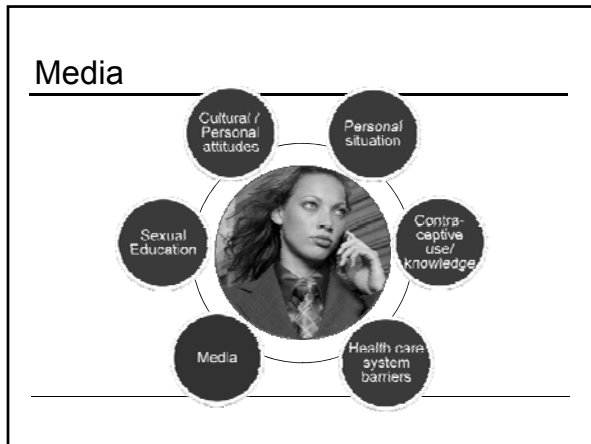 Media
Cultural /
Personal
attitudes
Personal
situation
Sexual
Education
Contra-
ceptive
use/
knowledge
Media
Health care
system
barriers